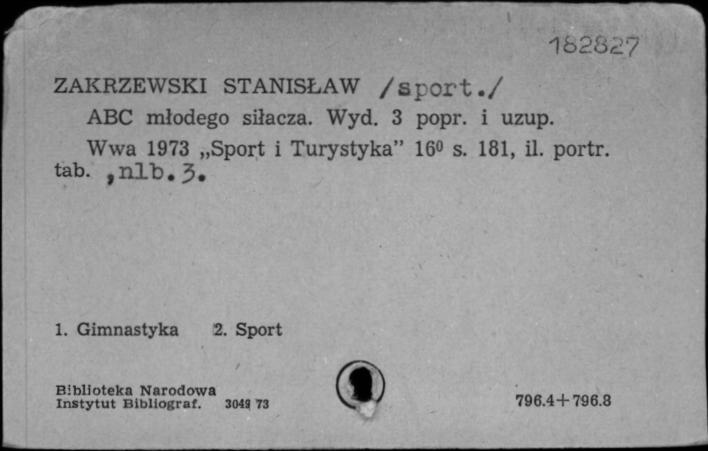 182827
ZAKRZEWSKI STANISŁAW /sport./
ABC młodego siłacza. Wyd. 3 popr. i uzup.
Wwa 1973 „Sport i Turystyka” 16⁰ s. 181, il. portr.
tab. ,nlb.3.
1. Gimnastyka 2. Sport
Biblioteka Narodowa
Instytut Bibliograf. 3049 73
796.4+796.8